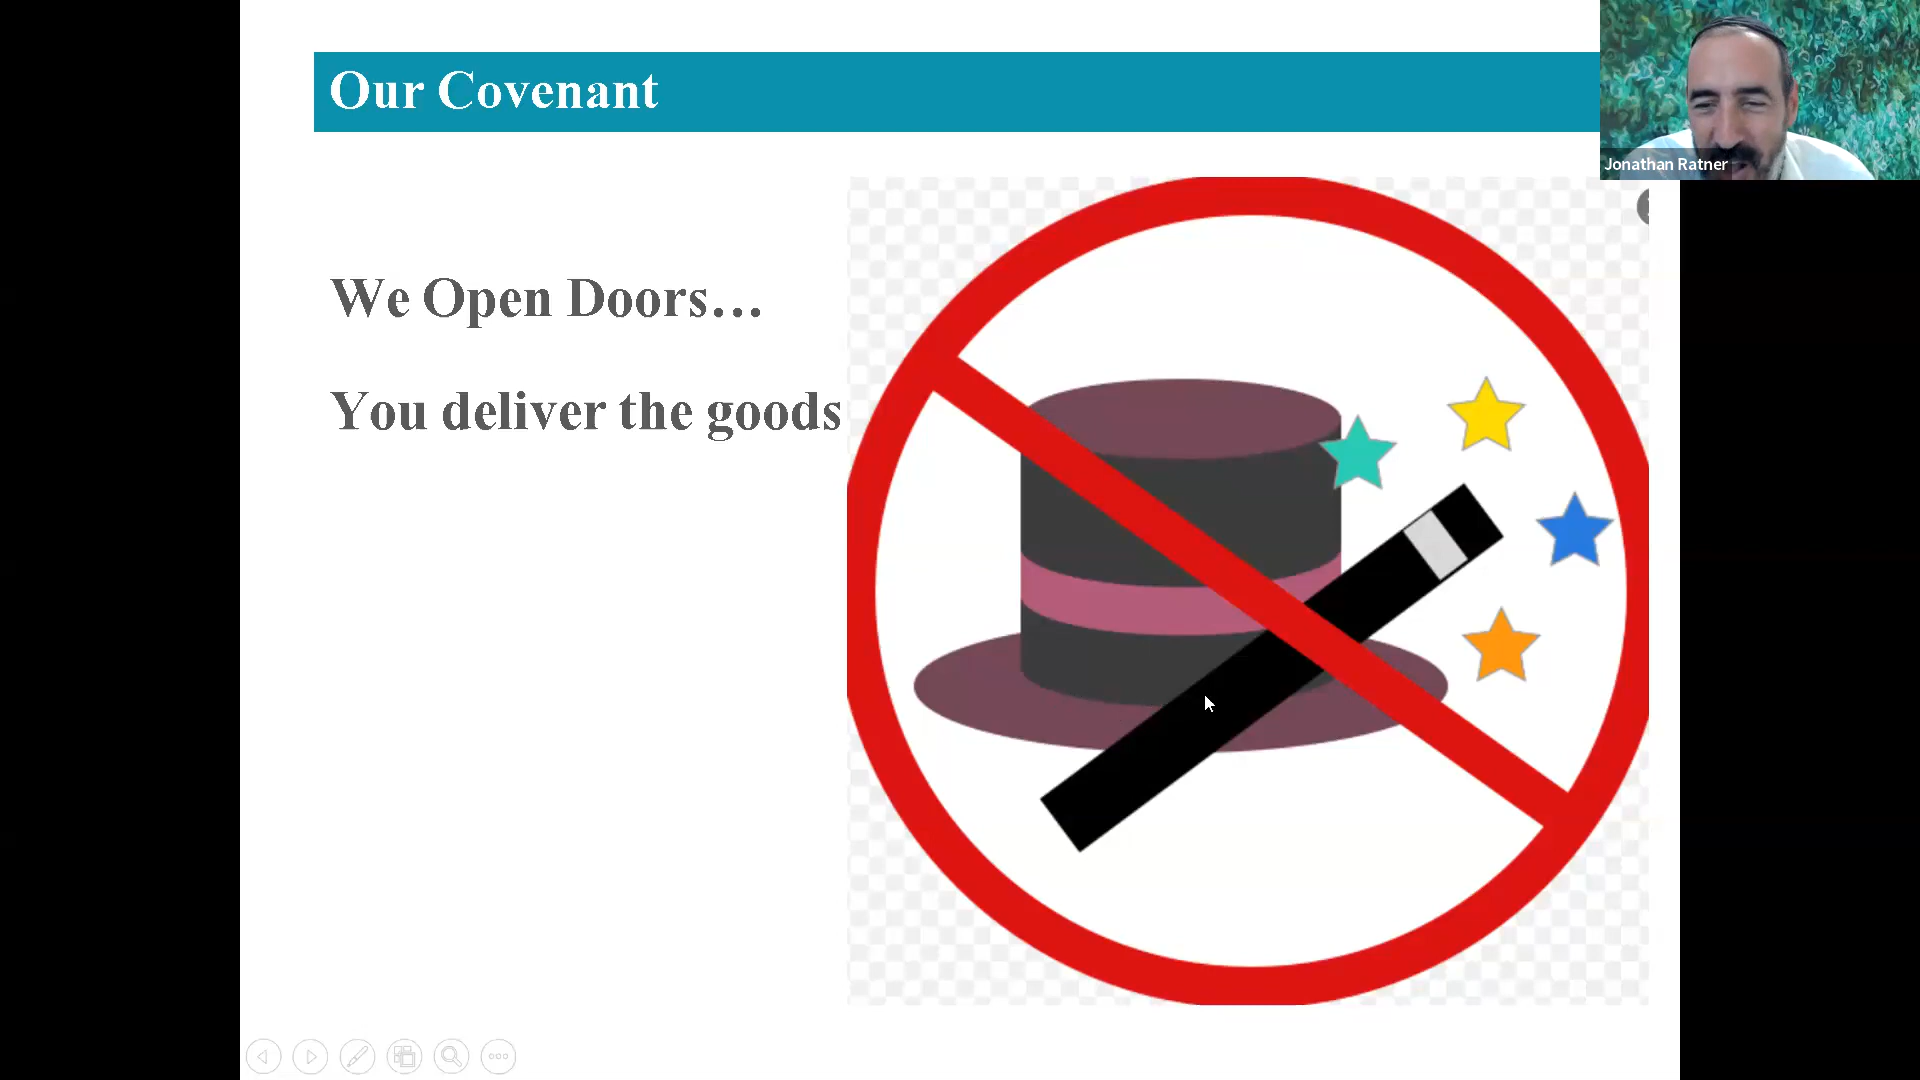 Our Covenant
Jonathan Ratner
We Open Doors…
You deliver the goods